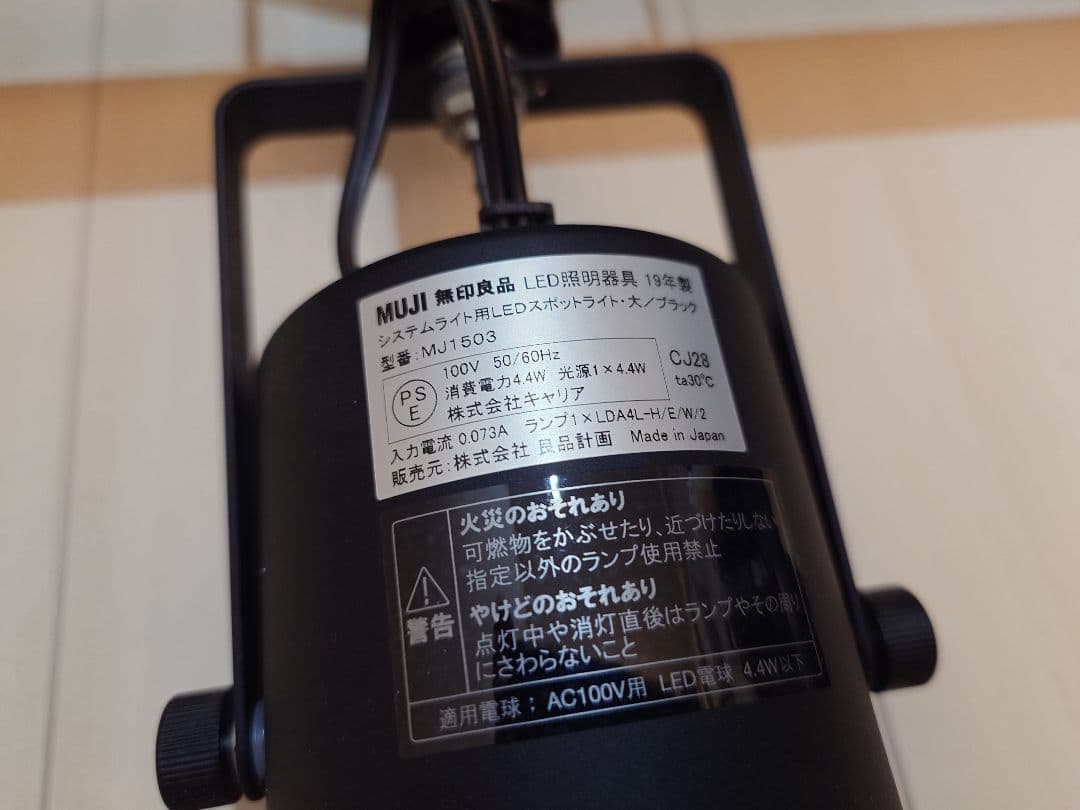 MUJI 無印良品 LED照明器具 19年製
システムライト用LEDスポットライト・大／ブラック
型番：MJ1503
PSE
100V 50/60Hz
消費電力4.4W 光源1×4.4W
株式会社キャリア
CJ28
ta30℃
入力電流 0.073A ランプ1×LDA4L-H/E/W/2
販売元：株式会社 良品計画 Made in Japan
警告
火災のおそれあり
可燃物をかぶせたり、近づけたりしない
指定以外のランプ使用禁止
やけどのおそれあり
点灯中や消灯直後はランプやその周り
にさわらないこと
適用電球：AC100V用 LED電球 4.4W以下